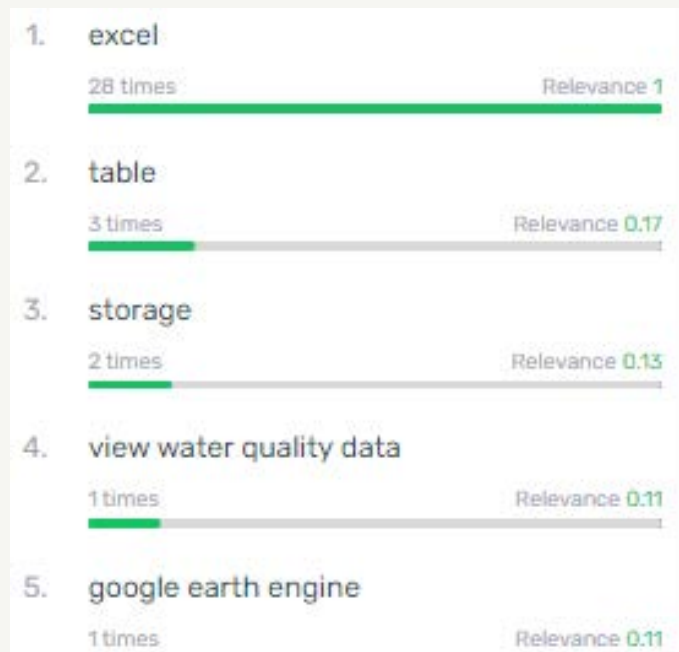 1. excel
28 times Relevance 1
2. table
3 times Relevance 0.17
3. storage
2 times Relevance 0.13
4. view water quality data
1 times Relevance 0.11
5. google earth engine
1 times Relevance 0.11